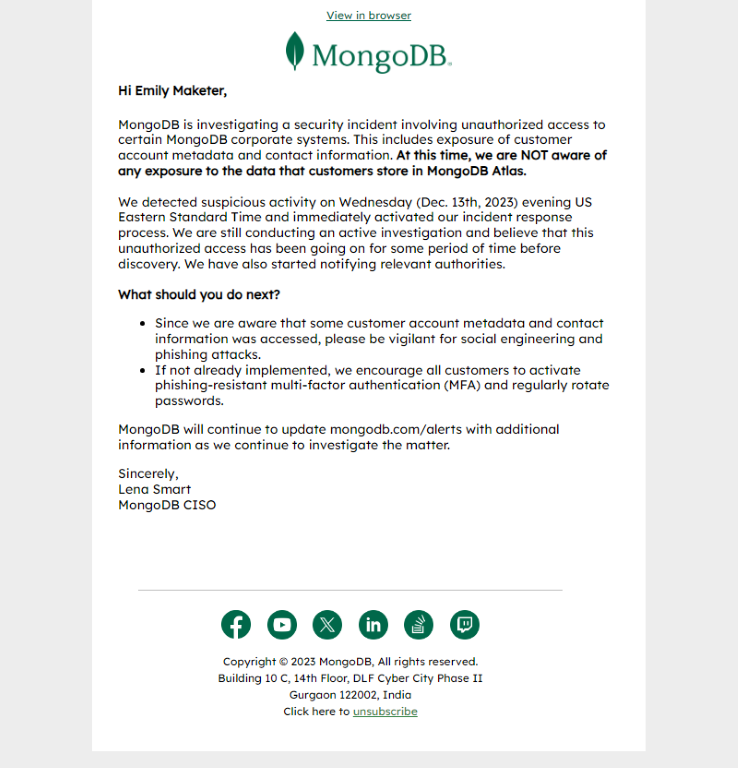 View in browser
MongoDB®
Hi Emily Maketer,
MongoDB is investigating a security incident involving unauthorized access to
certain MongoDB corporate systems. This includes exposure of customer
account metadata and contact information. At this time, we are NOT aware of
any exposure to the data that customers store in MongoDB Atlas.
We detected suspicious activity on Wednesday (Dec. 13th, 2023) evening US
Eastern Standard Time and immediately activated our incident response
process. We are still conducting an active investigation and believe that this
unauthorized access has been going on for some period of time before
discovery. We have also started notifying relevant authorities.
What should you do next?
• Since we are aware that some customer account metadata and contact
information was accessed, please be vigilant for social engineering and
phishing attacks.
• If not already implemented, we encourage all customers to activate
phishing-resistant multi-factor authentication (MFA) and regularly rotate
passwords.
MongoDB will continue to update mongodb.com/alerts with additional
information as we continue to investigate the matter.
Sincerely,
Lena Smart
MongoDB CISO
Copyright © 2023 MongoDB, All rights reserved.
Building 10 C, 14th Floor, DLF Cyber City Phase II
Gurgaon 122002, India
Click here to unsubscribe